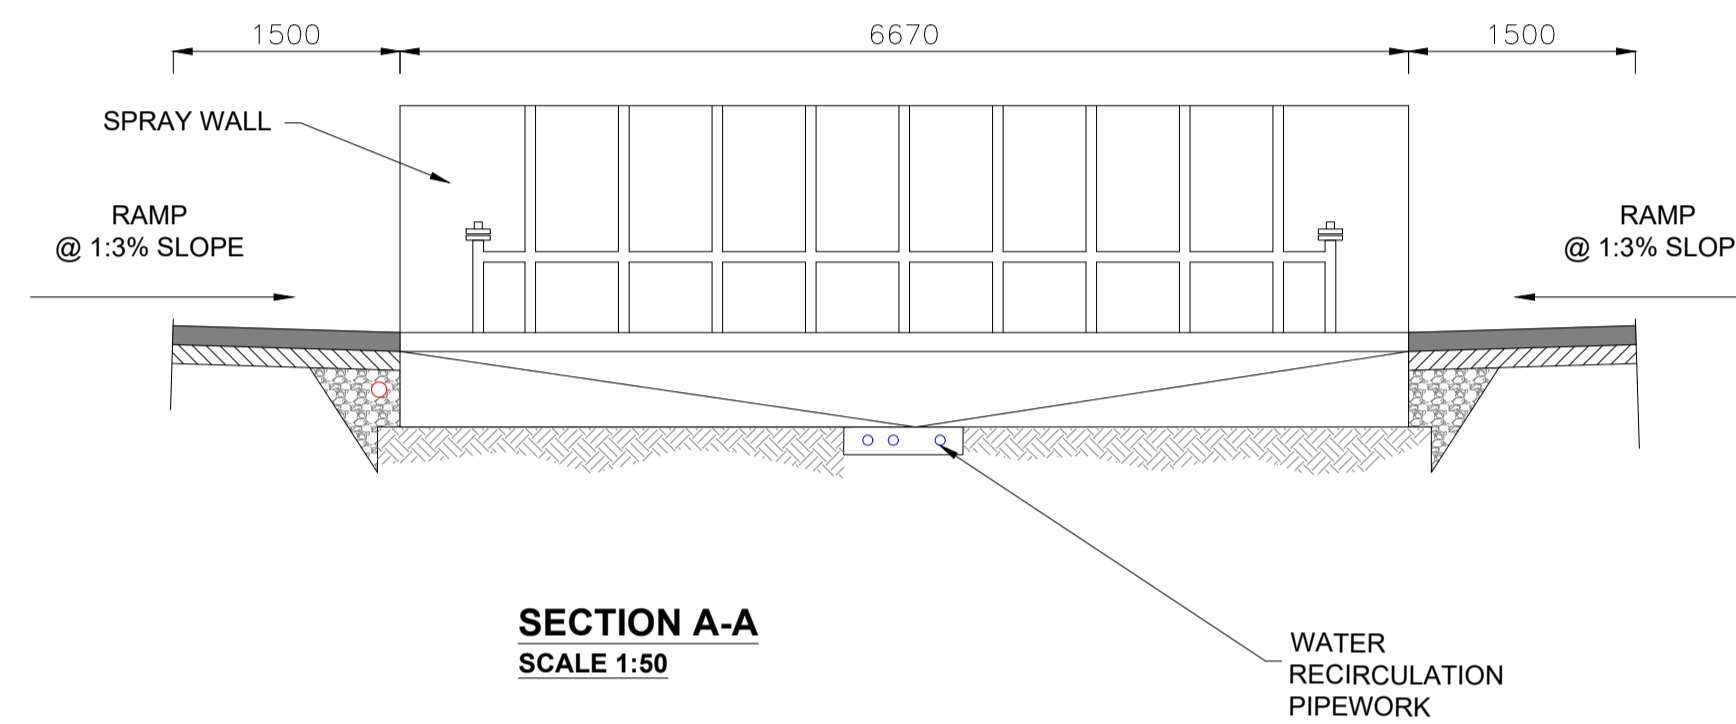 1500
6670
1500
SPRAY WALL
RAMP
@ 1:3% SLOPE
RAMP
@ 1:3% SLOP
SECTION A-A
SCALE 1:50
WATER
RECIRCULATION
PIPEWORK